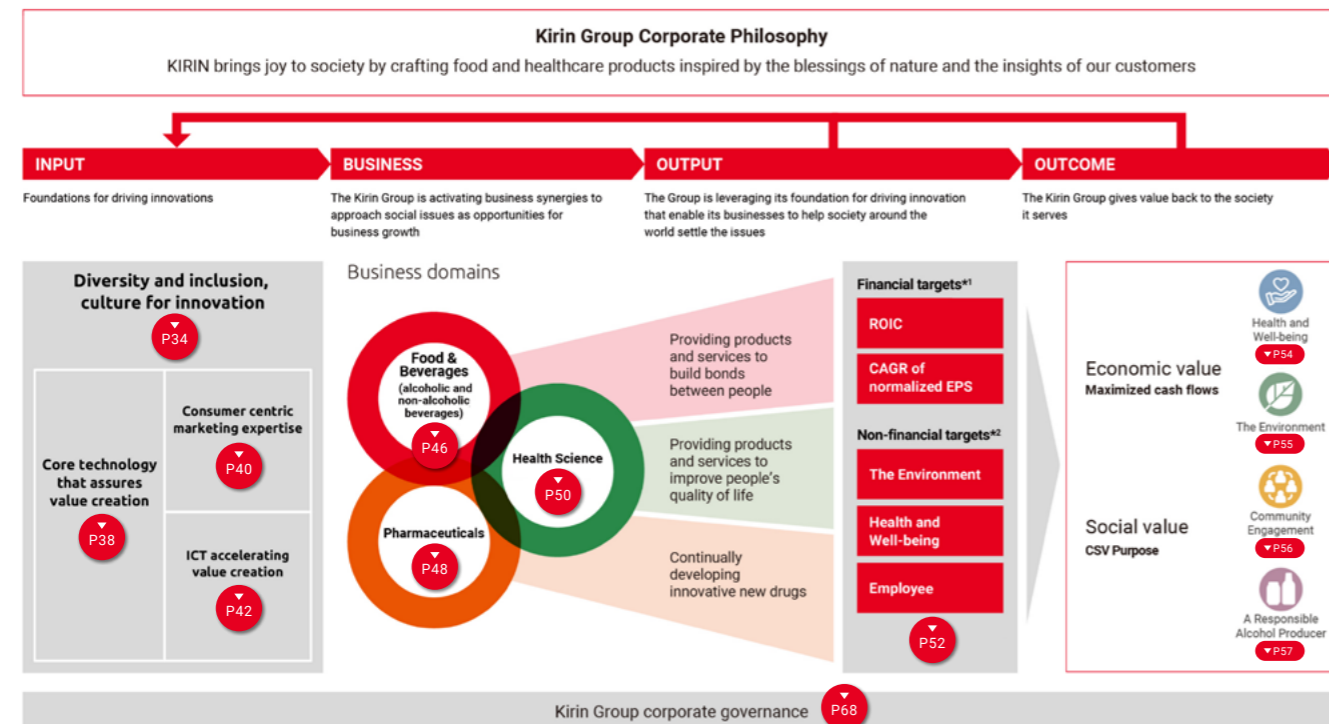 Kirin Group Corporate Philosophy
KIRIN brings joy to society by crafting food and healthcare products inspired by the blessings of nature and the insights of our customers
INPUT
Foundations for driving innovations
BUSINESS
The Kirin Group is activating business synergies to
approach social issues as opportunities for
business growth
OUTPUT
The Group is leveraging its foundation for driving innovation
that enable its businesses to help society around the
world settle the issues
OUTCOME
The Kirin Group gives value back to the society
it serves
Diversity and inclusion,
culture for innovation
P34
Core technology
that assures
value creation
P38
Consumer centric
marketing expertise
P40
ICT accelerating
value creation
P42
Business domains
Food &
Beverages
(alcoholic and
non-alcoholic
beverages)
P46
Health Science
P50
Pharmaceuticals
P48
Providing products
and services to
build bonds
between people
Providing products
and services to
improve people's
quality of life
Continually
developing
innovative new drugs
Financial targets*1
ROIC
CAGR of
normalized EPS
Non-financial targets*2
The Environment
Health and
Well-being
Employee
P52
Economic value
Maximized cash flows
Social value
CSV Purpose
Health and
Well-being
▼P54
The Environment
▼P55
Community
Engagement
▼P56
A Responsible
Alcohol Producer
▼P57
Kirin Group corporate governance
P68